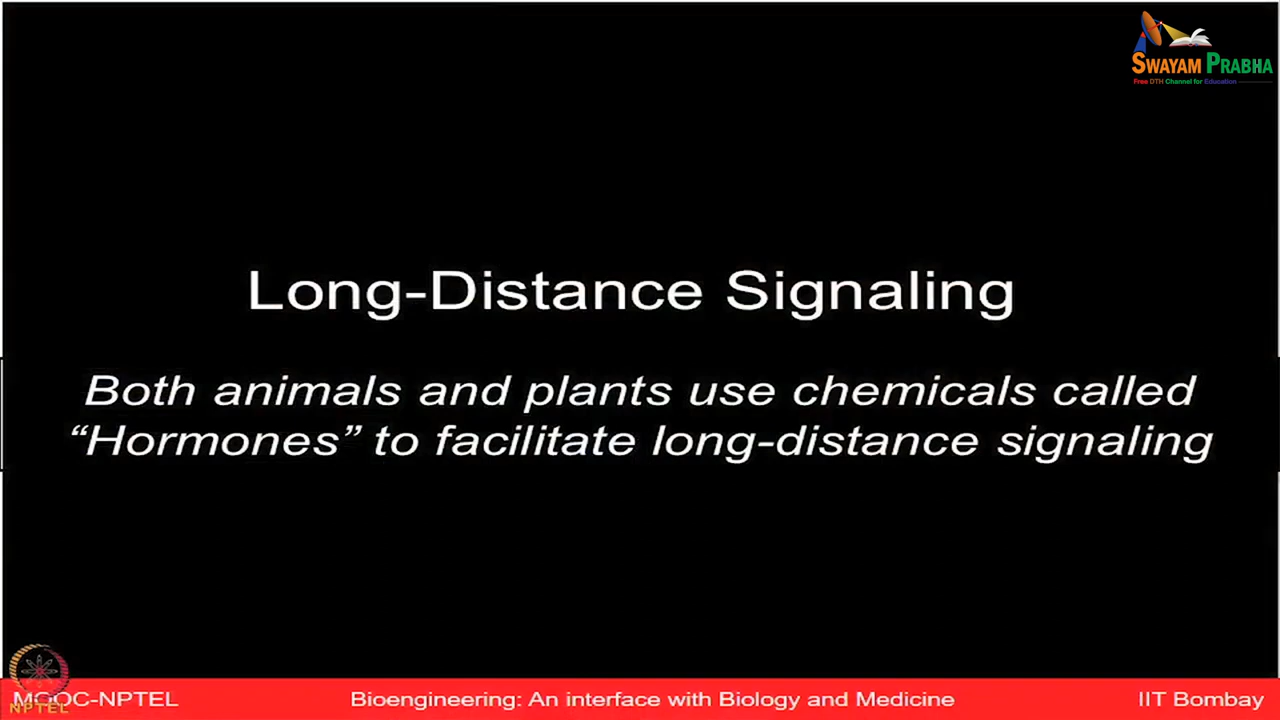 SWAYAM PRABHA
Free DTH Channel for Education
Long-Distance Signaling
Both animals and plants use chemicals called
“Hormones” to facilitate long-distance signaling
MOOC-NPTEL Bioengineering: An interface with Biology and Medicine IIT Bombay
NPTEL